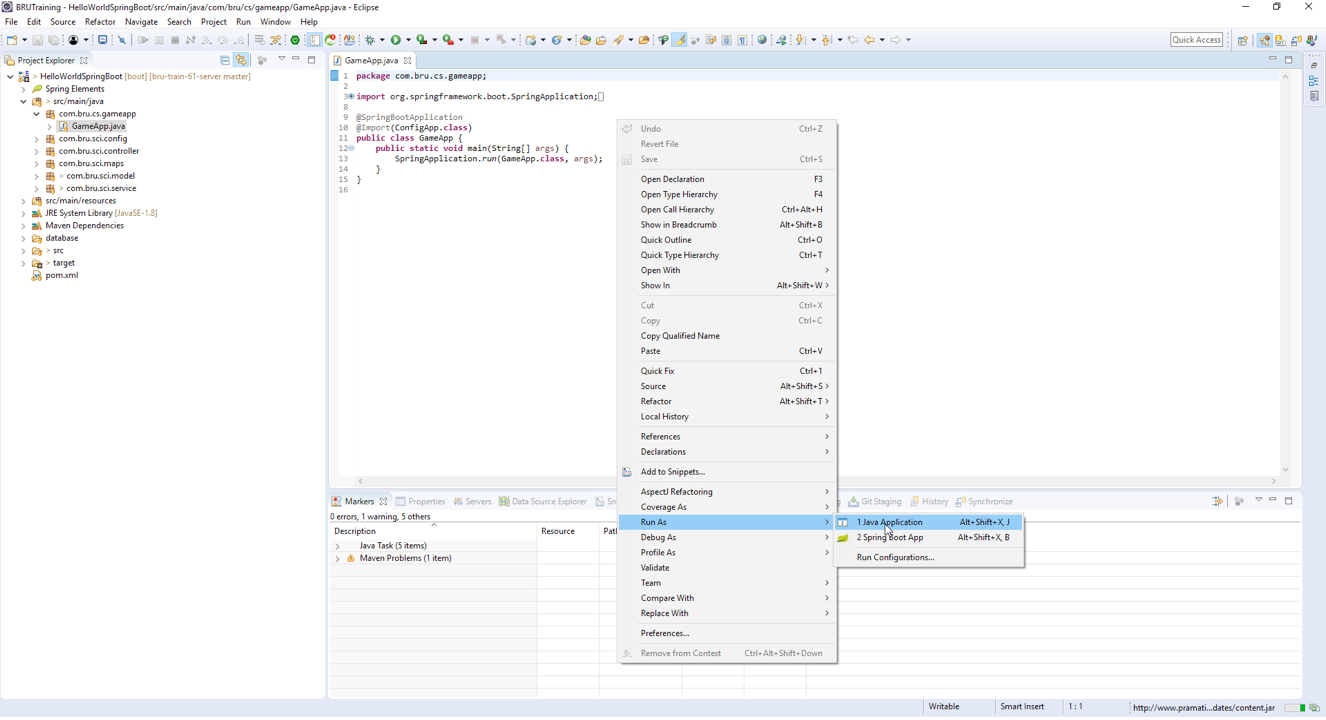 BRUTraining - HelloWorldSpringBoot/src/main/java/com/bru/cs/gameapp/GameApp.java - Eclipse
File Edit Source Refactor Navigate Search Project Run Window Help
Quick Access
Project Explorer
> HelloWorldSpringBoot [boot] [bru-train-61-server master]
Spring Elements
> src/main/java
com.bru.cs.gameapp
GameApp.java
com.bru.sci.config
com.bru.sci.controller
com.bru.sci.maps
> com.bru.sci.model
> com.bru.sci.service
src/main/resources
JRE System Library [JavaSE-1.8]
Maven Dependencies
database
> src
> target
pom.xml
GameApp.java
1 package com.bru.cs.gameapp;
2
3 import org.springframework.boot.SpringApplication;
8
9 @SpringBootApplication
10 @Import(ConfigApp.class)
11 public class GameApp {
12 public static void main(String[] args) {
13 SpringApplication.run(GameApp.class, args);
14 }
15 }
16
Undo Ctrl+Z
Revert File
Save Ctrl+S
Open Declaration F3
Open Type Hierarchy F4
Open Call Hierarchy Ctrl+Alt+H
Show in Breadcrumb Alt+Shift+B
Quick Outline Ctrl+O
Quick Type Hierarchy Ctrl+T
Open With
Show In Alt+Shift+W
Cut Ctrl+X
Copy Ctrl+C
Copy Qualified Name
Paste Ctrl+V
Quick Fix Ctrl+1
Source Alt+Shift+S
Refactor Alt+Shift+T
Local History
References
Declarations
Add to Snippets...
AspectJ Refactoring
Coverage As
Run As
Debug As
Profile As
Validate
Team
Compare With
Replace With
Preferences...
Remove from Context Ctrl+Alt+Shift+Down
1 Java Application Alt+Shift+X, J
2 Spring Boot App Alt+Shift+X, B
Run Configurations...
Markers Properties Servers Data Source Explorer Git Staging History Synchronize
0 errors, 1 warning, 5 others
Description Resource
Java Task (5 items)
Maven Problems (1 item)
Writable Smart Insert 1 : 1 http://www.pramati...dates/content.jar